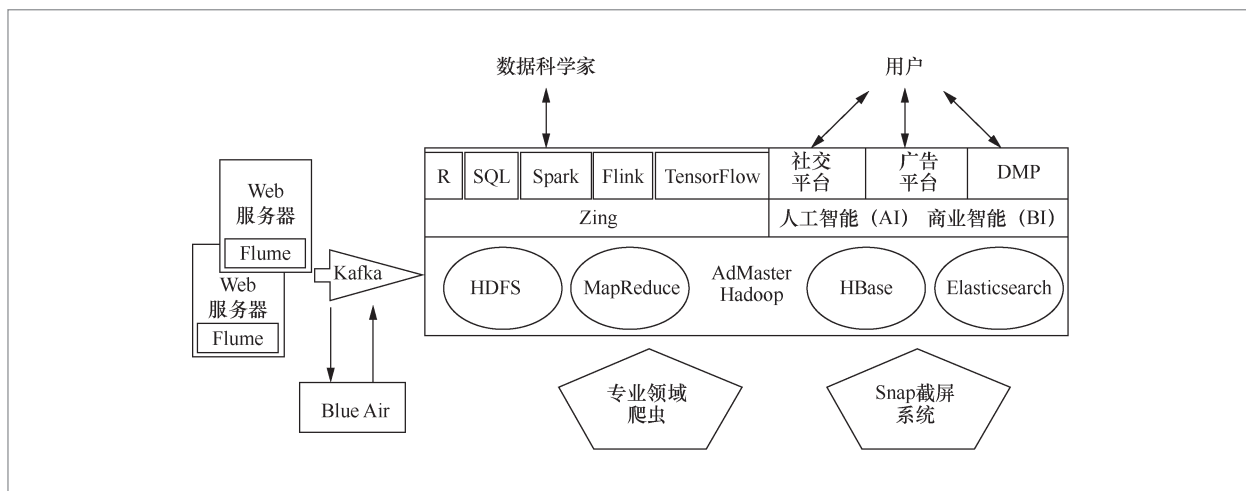 数据科学家
用户
R
SQL
Spark
Flink
TensorFlow
社交
平台
广告
平台
DMP
Zing
人工智能（AI） 商业智能（BI）
Web
服务器
Flume
Web
服务器
Flume
Kafka
HDFS
MapReduce
AdMaster
Hadoop
HBase
Elasticsearch
Blue Air
专业领域
爬虫
Snap截屏
系统